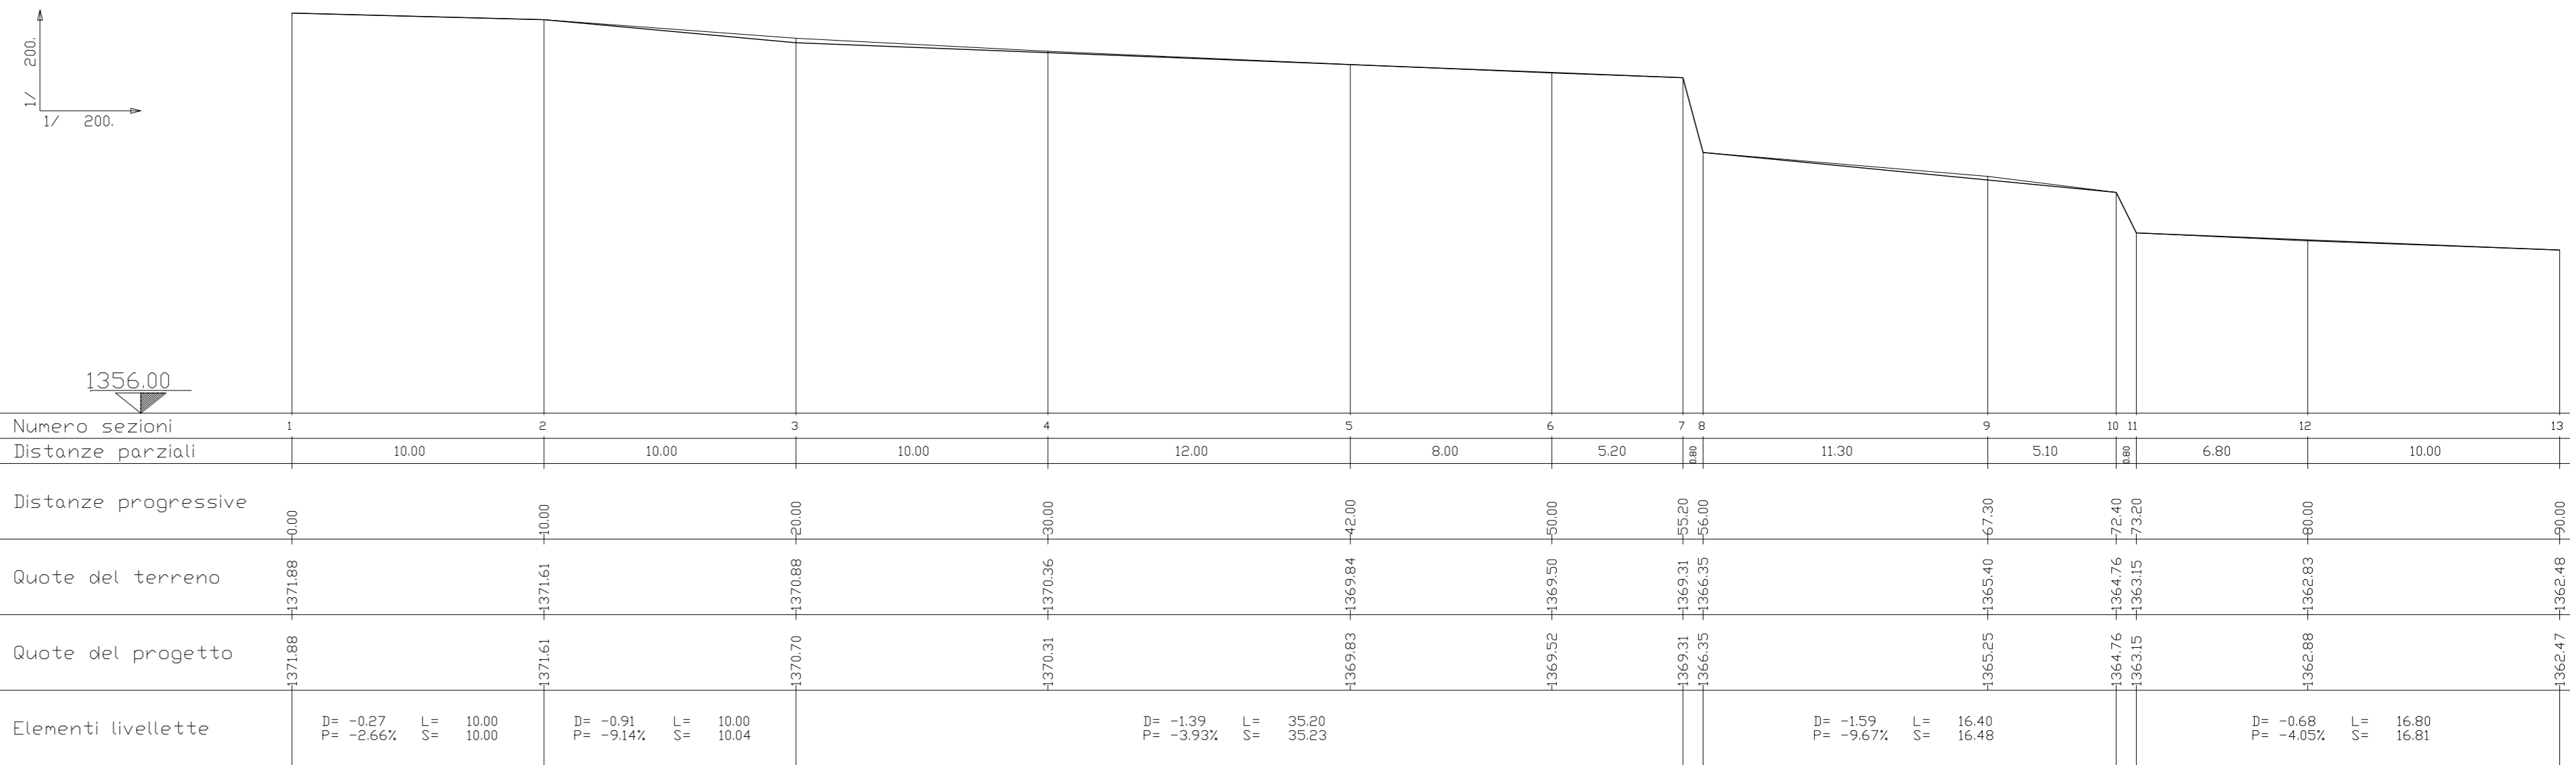 1/ 200.
1/ 200.
1356.00
Numero sezioni 1 2 3 4 5 6 7 8 9 10 11 12 13
Distanze parziali 10.00 10.00 10.00 12.00 8.00 5.20 0.80 11.30 5.10 0.80 6.80 10.00
Distanze progressive 0.00 10.00 20.00 30.00 42.00 50.00 55.20 56.00 67.30 72.40 73.20 80.00 90.00
Quote del terreno 1371.88 1371.61 1370.88 1370.36 1369.84 1369.50 1369.31 1366.35 1365.40 1364.76 1363.15 1362.83 1362.48
Quote del progetto 1371.88 1371.61 1370.70 1370.31 1369.83 1369.52 1369.31 1366.35 1365.25 1364.76 1363.15 1362.88 1362.47
Elementi livellette
D= -0.27 L= 10.00
P= -2.66% S= 10.00
D= -0.91 L= 10.00
P= -9.14% S= 10.04
D= -1.39 L= 35.20
P= -3.93% S= 35.23
D= -1.59 L= 16.40
P= -9.67% S= 16.48
D= -0.68 L= 16.80
P= -4.05% S= 16.81